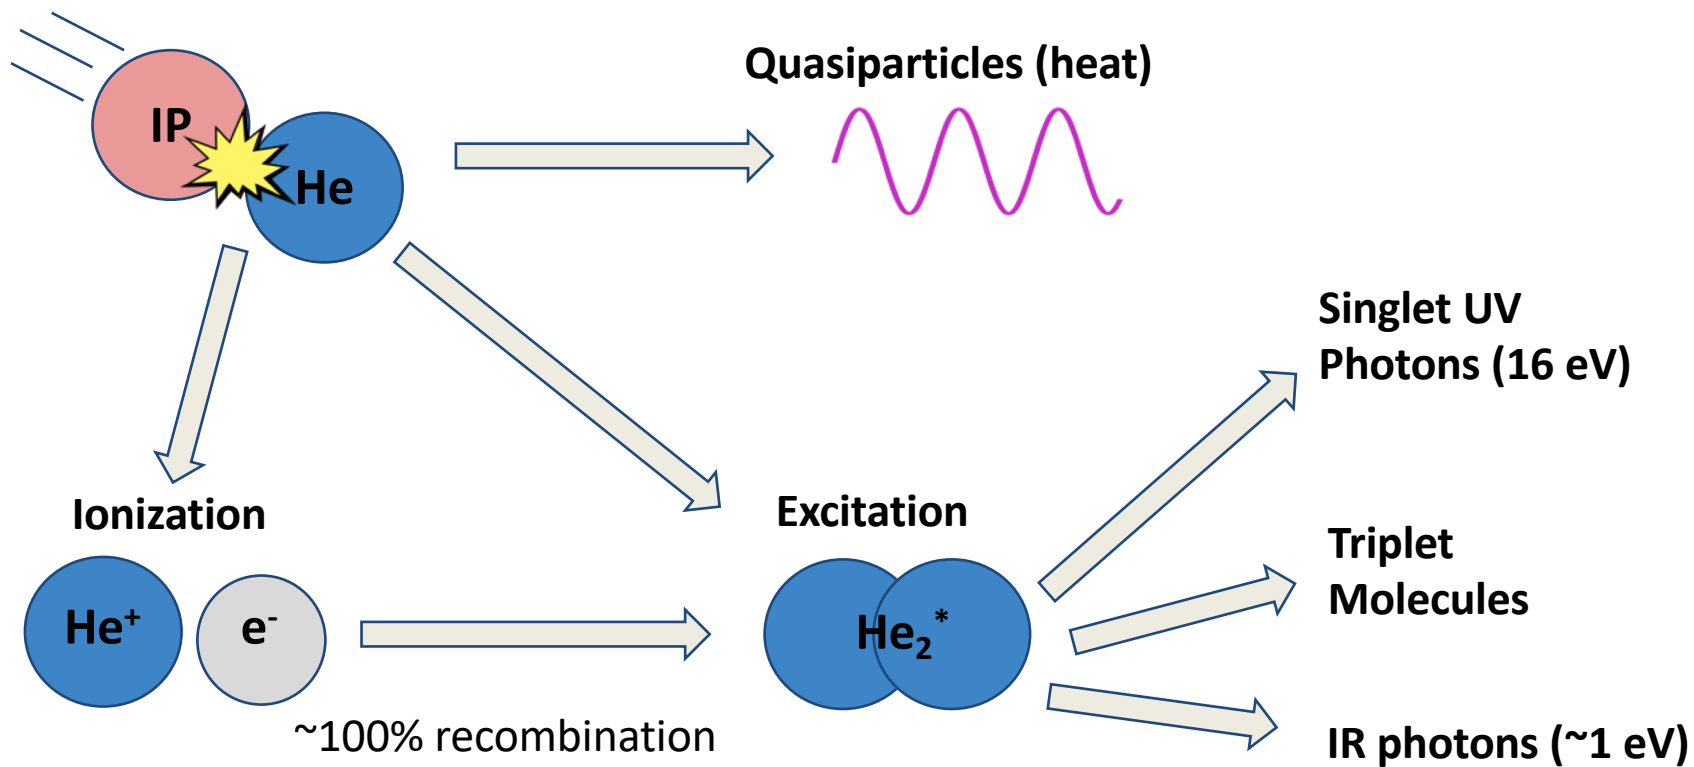 Quasiparticles (heat)
IP
He
Singlet UV
Photons (16 eV)
Ionization
Excitation
Triplet
Molecules
He⁺
e⁻
He₂*
~100% recombination
IR photons (~1 eV)